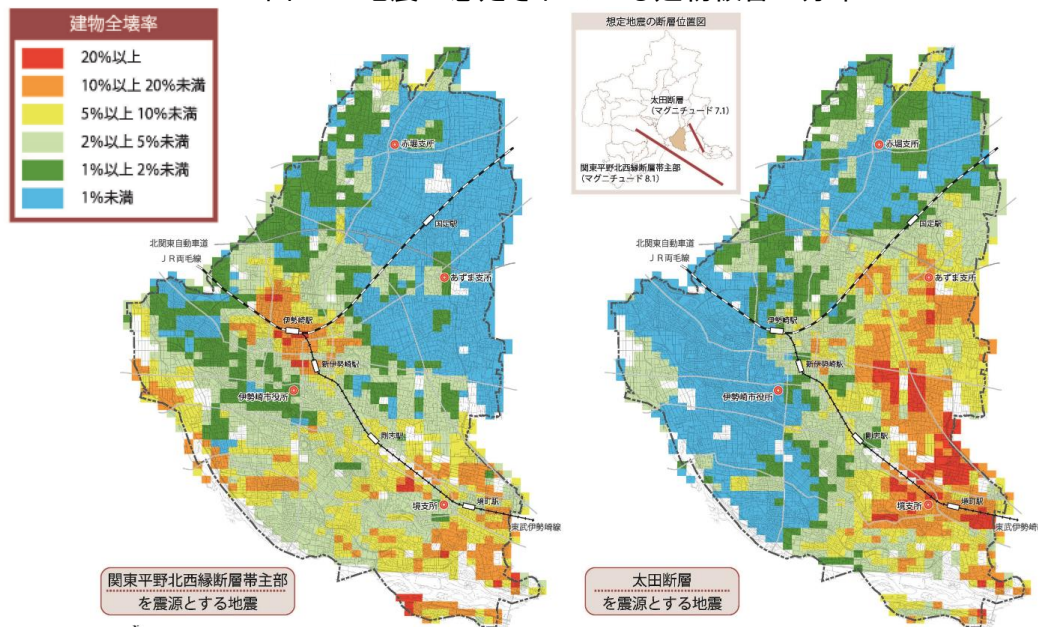 建物全壊率
20%以上
10%以上 20%未満
5%以上 10%未満
2%以上 5%未満
1%以上 2%未満
1%未満
想定地震の断層位置図
太田断層
(マグニチュード 7.1)
関東平野北西縁断層帯主部
(マグニチュード 8.1)
赤堀支所
国定駅
北関東自動車道
JR両毛線
あずま支所
伊勢崎駅
新伊勢崎駅
伊勢崎市役所
剛志駅
境支所
境町駅
東武伊勢崎線
関東平野北西縁断層帯主部
を震源とする地震
赤堀支所
国定駅
北関東自動車道
JR両毛線
あずま支所
伊勢崎駅
新伊勢崎駅
伊勢崎市役所
剛志駅
境支所
境町駅
東武伊勢崎線
太田断層
を震源とする地震